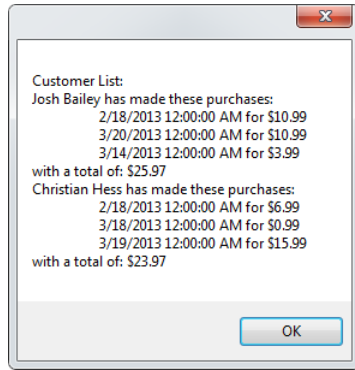 Customer List:
Josh Bailey has made these purchases:
2/18/2013 12:00:00 AM for $10.99
3/20/2013 12:00:00 AM for $10.99
3/14/2013 12:00:00 AM for $3.99
with a total of: $25.97
Christian Hess has made these purchases:
2/18/2013 12:00:00 AM for $6.99
3/18/2013 12:00:00 AM for $0.99
3/19/2013 12:00:00 AM for $15.99
with a total of: $23.97
OK